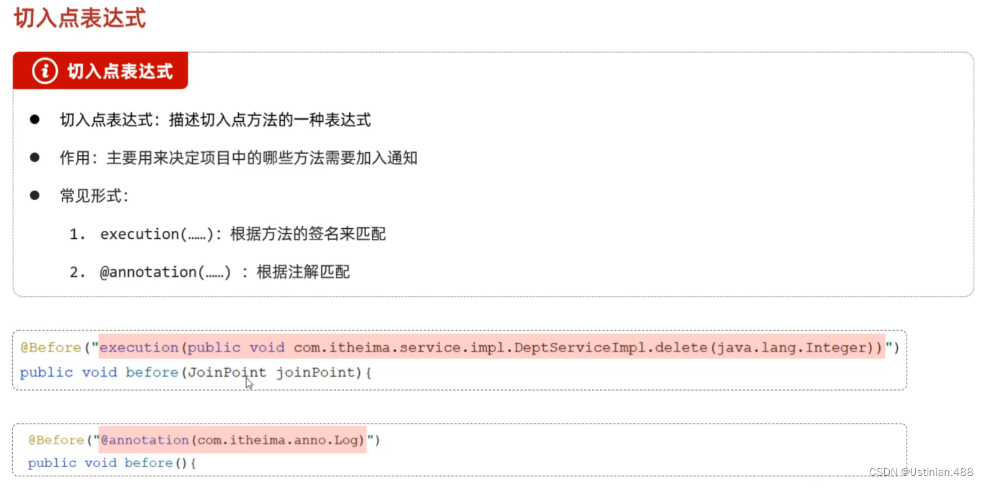 切入点表达式
切入点表达式
● 切入点表达式：描述切入点方法的一种表达式
● 作用：主要用来决定项目中的哪些方法需要加入通知
● 常见形式：
1. execution(……)：根据方法的签名来匹配
2. @annotation(……) ：根据注解匹配
@Before("execution(public void com.itheima.service.impl.DeptServiceImpl.delete(java.lang.Integer))")
public void before(JoinPoint joinPoint){
@Before("@annotation(com.itheima.anno.Log)")
public void before(){
CSDN @Ustinian.488